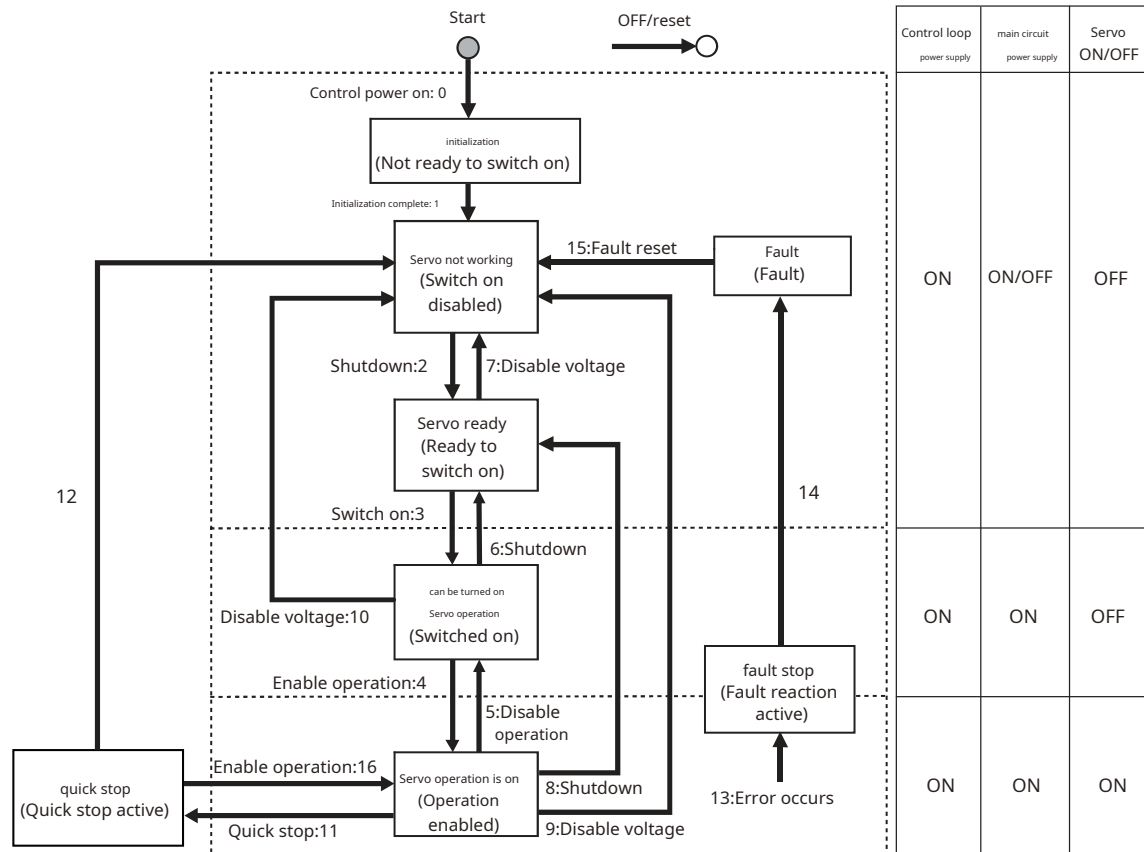 Start
OFF/reset
Control loop
power supply
main circuit
power supply
Servo
ON/OFF
Control power on: 0
initialization
(Not ready to switch on)
Initialization complete: 1
Servo not working
(Switch on
disabled)
15:Fault reset
Fault
(Fault)
ON
ON/OFF
OFF
Shutdown:2
7:Disable voltage
Servo ready
(Ready to
switch on)
12
14
Switch on:3
6:Shutdown
can be turned on
Servo operation
(Switched on)
Disable voltage:10
ON
ON
OFF
fault stop
(Fault reaction
active)
Enable operation:4
5:Disable
operation
quick stop
(Quick stop active)
Enable operation:16
Servo operation is on
(Operation
enabled)
8:Shutdown
13:Error occurs
ON
ON
ON
Quick stop:11
9:Disable voltage